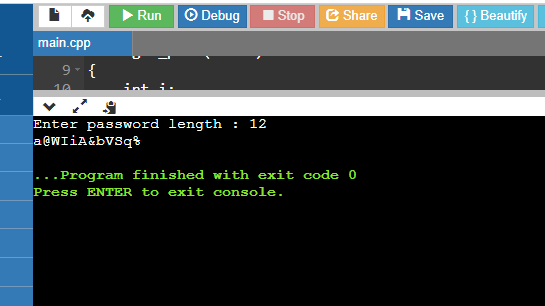 Run Debug Stop Share Save { } Beautify
main.cpp
9 {
10 int i;
Enter password length : 12
a@WIiA&bVSq%
...Program finished with exit code 0
Press ENTER to exit console.